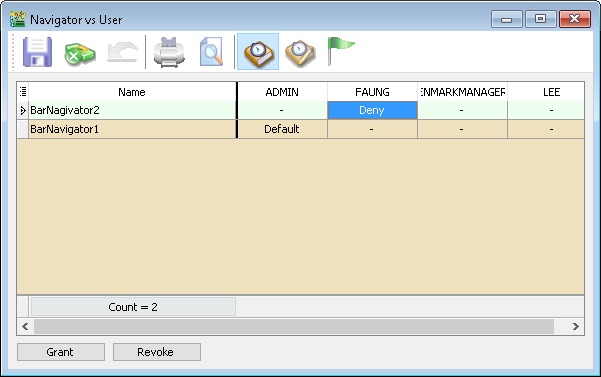 Navigator vs User
Name ADMIN FAUNG ENMARKMANAGER LEE
BarNagivator2 - Deny - -
BarNavigator1 Default - - -
Count = 2
Grant Revoke